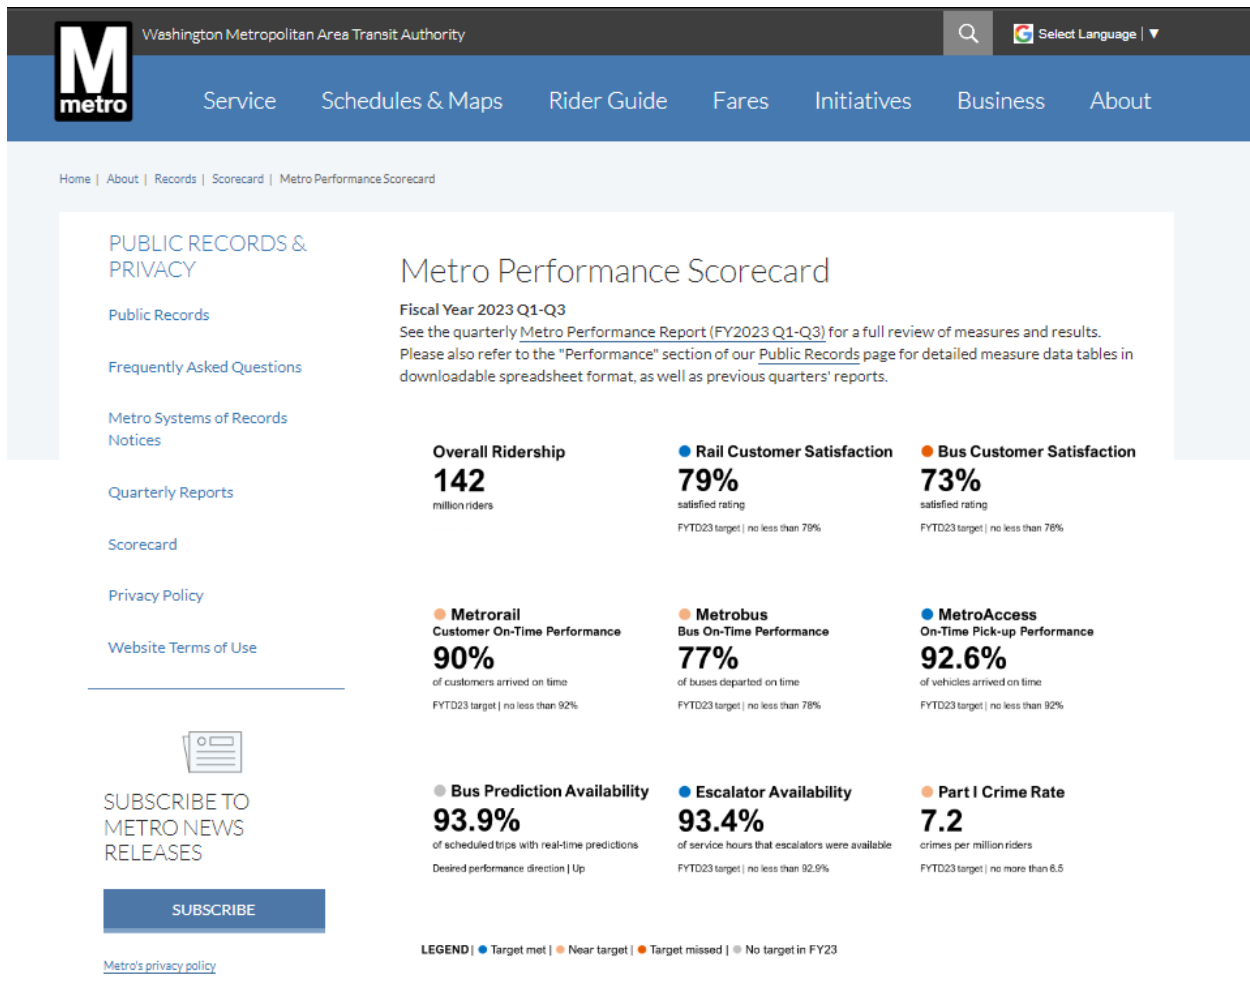 Washington Metropolitan Area Transit Authority
Select Language | ▼
M
metro
Service Schedules & Maps Rider Guide Fares Initiatives Business About
Home | About | Records | Scorecard | Metro Performance Scorecard
PUBLIC RECORDS &
PRIVACY
Public Records
Frequently Asked Questions
Metro Systems of Records
Notices
Quarterly Reports
Scorecard
Privacy Policy
Website Terms of Use
SUBSCRIBE TO
METRO NEWS
RELEASES
SUBSCRIBE
Metro's privacy policy
Metro Performance Scorecard
Fiscal Year 2023 Q1-Q3
See the quarterly Metro Performance Report (FY2023 Q1-Q3) for a full review of measures and results.
Please also refer to the "Performance" section of our Public Records page for detailed measure data tables in
downloadable spreadsheet format, as well as previous quarters' reports.
Overall Ridership
142
million riders
Rail Customer Satisfaction
79%
satisfied rating
FYTD23 target | no less than 79%
Bus Customer Satisfaction
73%
satisfied rating
FYTD23 target | no less than 76%
Metrorail
Customer On-Time Performance
90%
of customers arrived on time
FYTD23 target | no less than 92%
Metrobus
Bus On-Time Performance
77%
of buses departed on time
FYTD23 target | no less than 78%
MetroAccess
On-Time Pick-up Performance
92.6%
of vehicles arrived on time
FYTD23 target | no less than 92%
Bus Prediction Availability
93.9%
of scheduled trips with real-time predictions
Desired performance direction | Up
Escalator Availability
93.4%
of service hours that escalators were available
FYTD23 target | no less than 92.9%
Part I Crime Rate
7.2
crimes per million riders
FYTD23 target | no more than 6.5
LEGEND | Target met | Near target | Target missed | No target in FY23